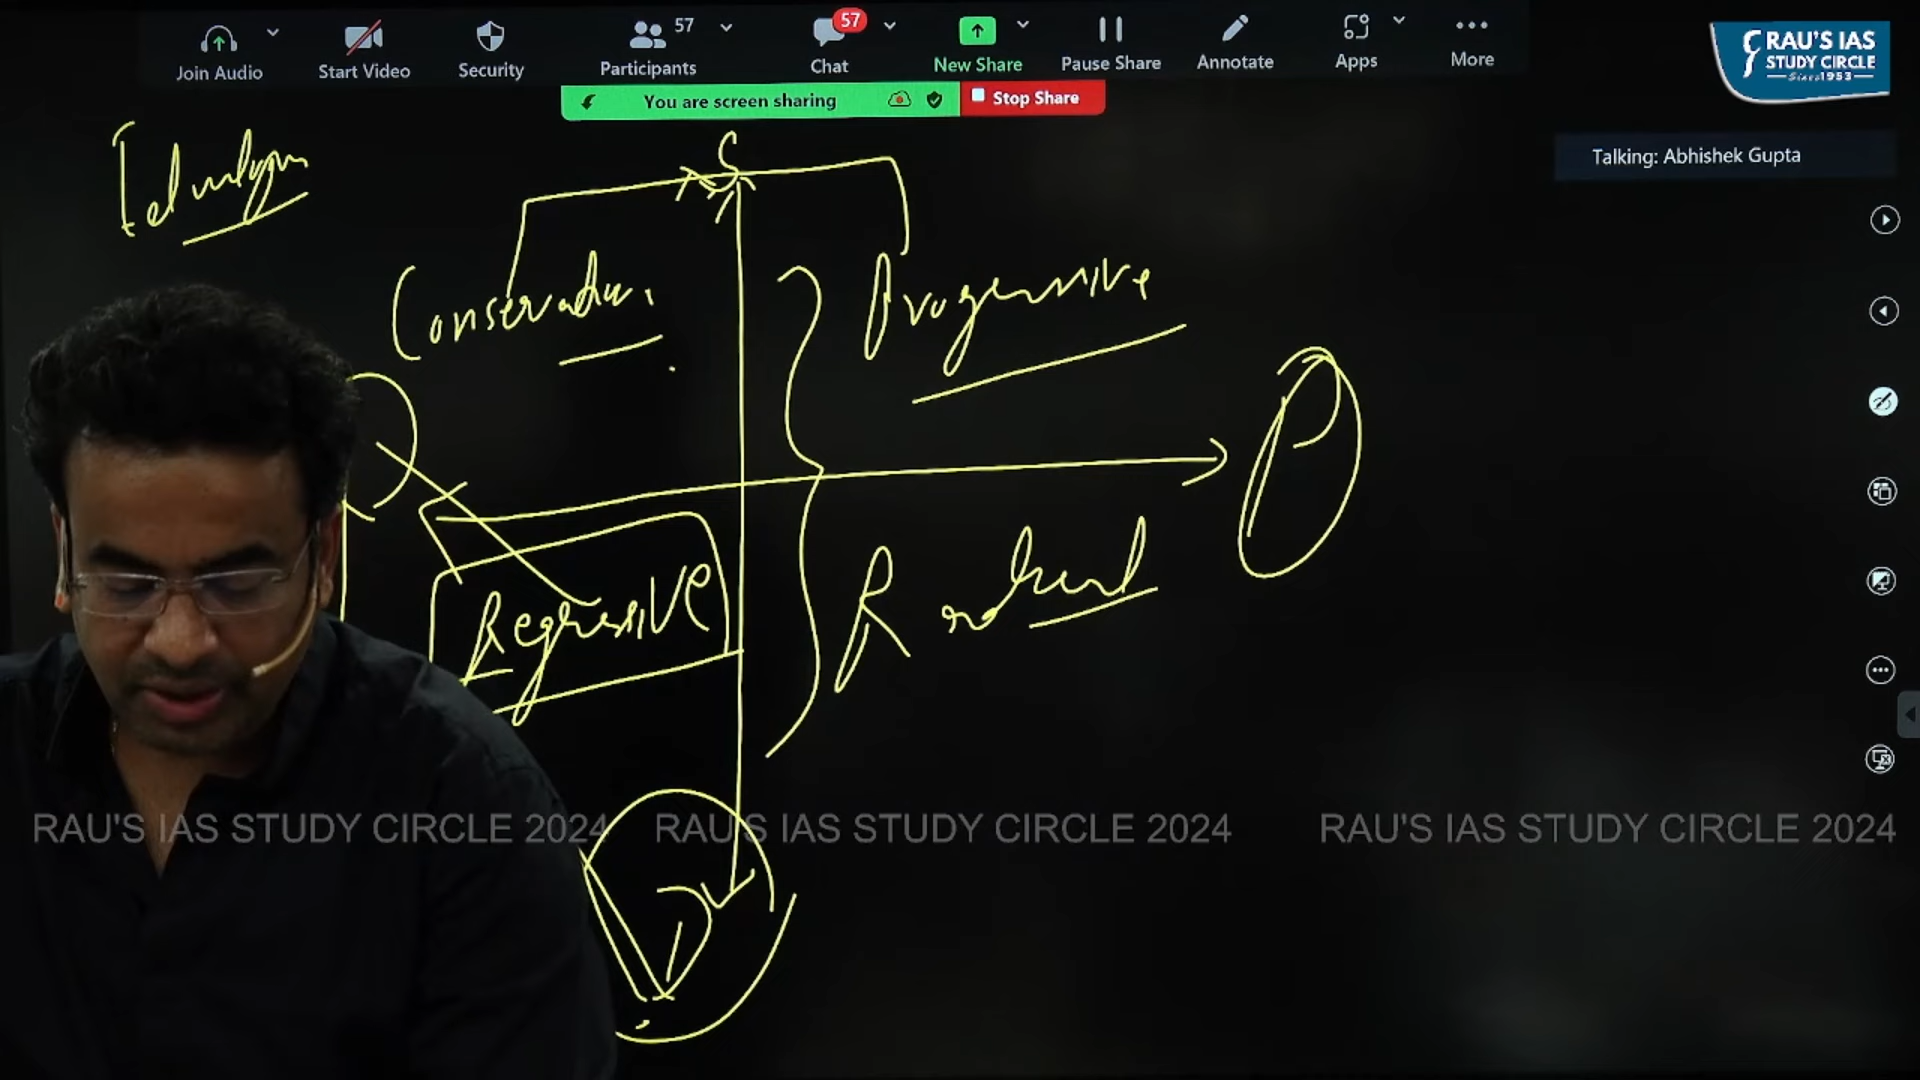 57
57
Join Audio
Start Video
Security
Participants
Chat
New Share
Pause Share
Annotate
Apps
More
RAU'S IAS
STUDY CIRCLE
Since 1953
You are screen sharing
Stop Share
Talking: Abhishek Gupta
S
Conservative
Progressive
P
Regressive
Radical
RAU'S IAS STUDY CIRCLE 2024 RAU'S IAS STUDY CIRCLE 2024 RAU'S IAS STUDY CIRCLE 2024
D